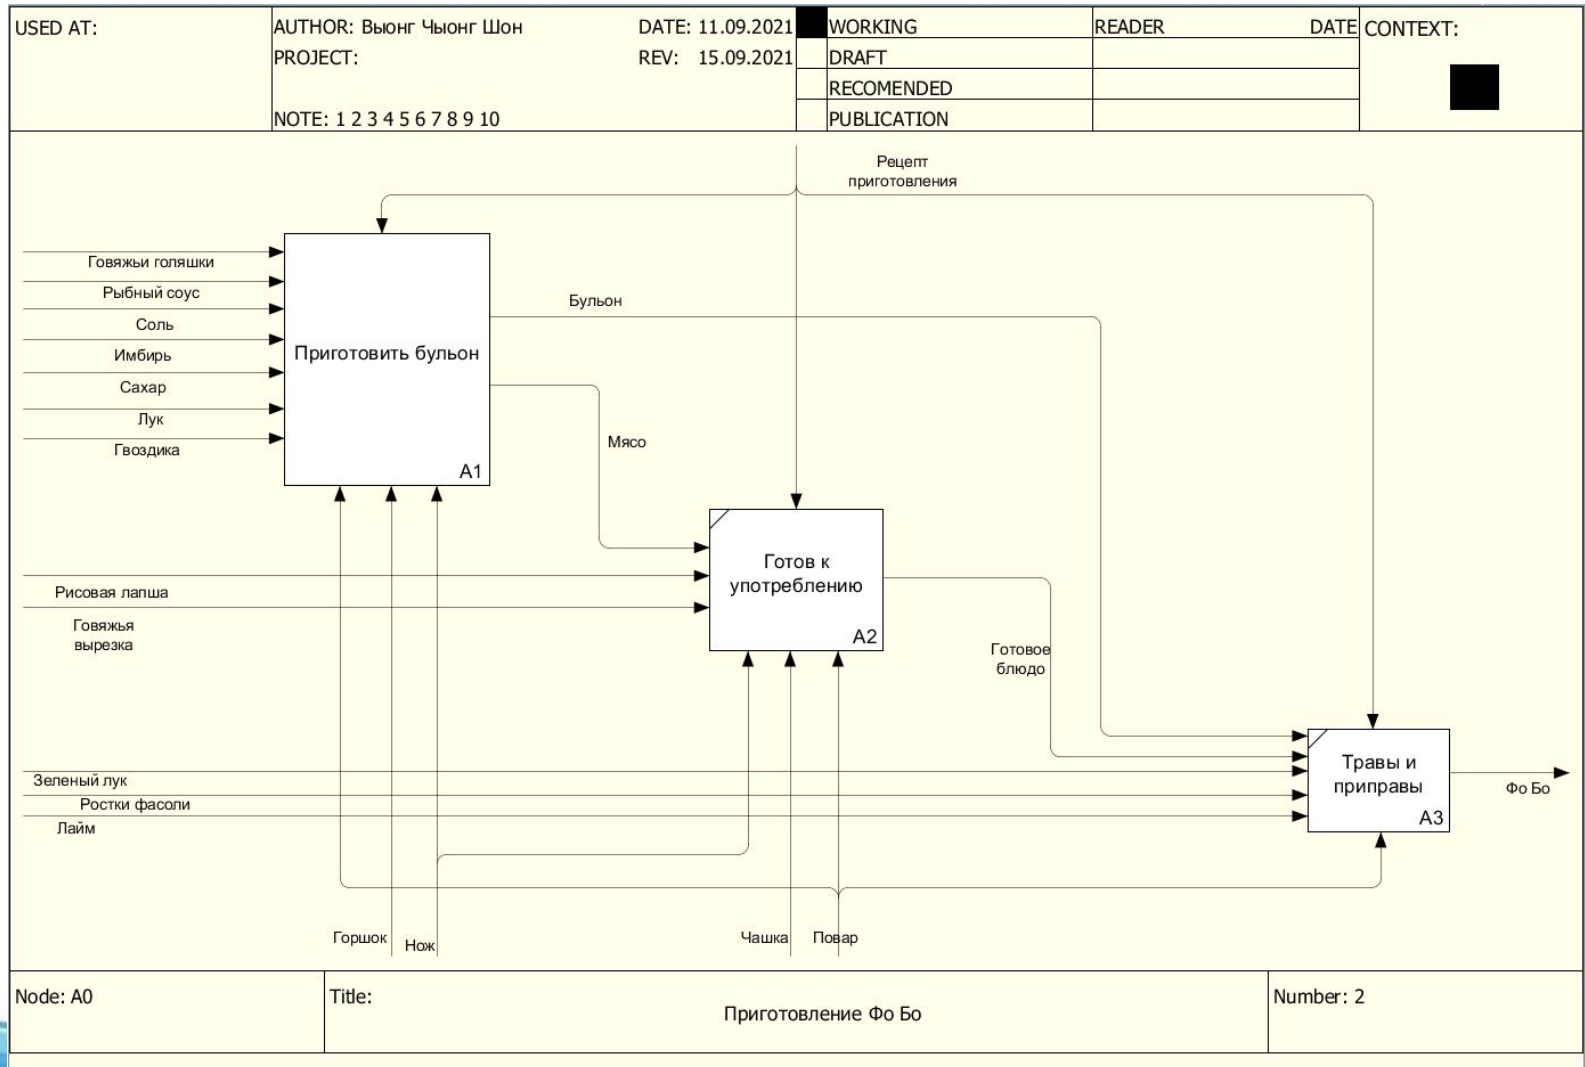 USED AT:
AUTHOR: Выонг Чыонг Шон
DATE: 11.09.2021
WORKING
READER
DATE
CONTEXT:
PROJECT:
REV: 15.09.2021
DRAFT
RECOMENDED
NOTE: 1 2 3 4 5 6 7 8 9 10
PUBLICATION
Рецепт
приготовления
Говяжьи голяшки
Рыбный соус
Соль
Имбирь
Сахар
Лук
Гвоздика
Приготовить бульон
A1
Бульон
Мясо
Готов к
употреблению
A2
Рисовая лапша
Говяжья
вырезка
Готовое
блюдо
Травы и
приправы
A3
Фо Бо
Зеленый лук
Ростки фасоли
Лайм
Горшок
Нож
Чашка
Повар
Node: A0
Title:
Приготовление Фо Бо
Number: 2